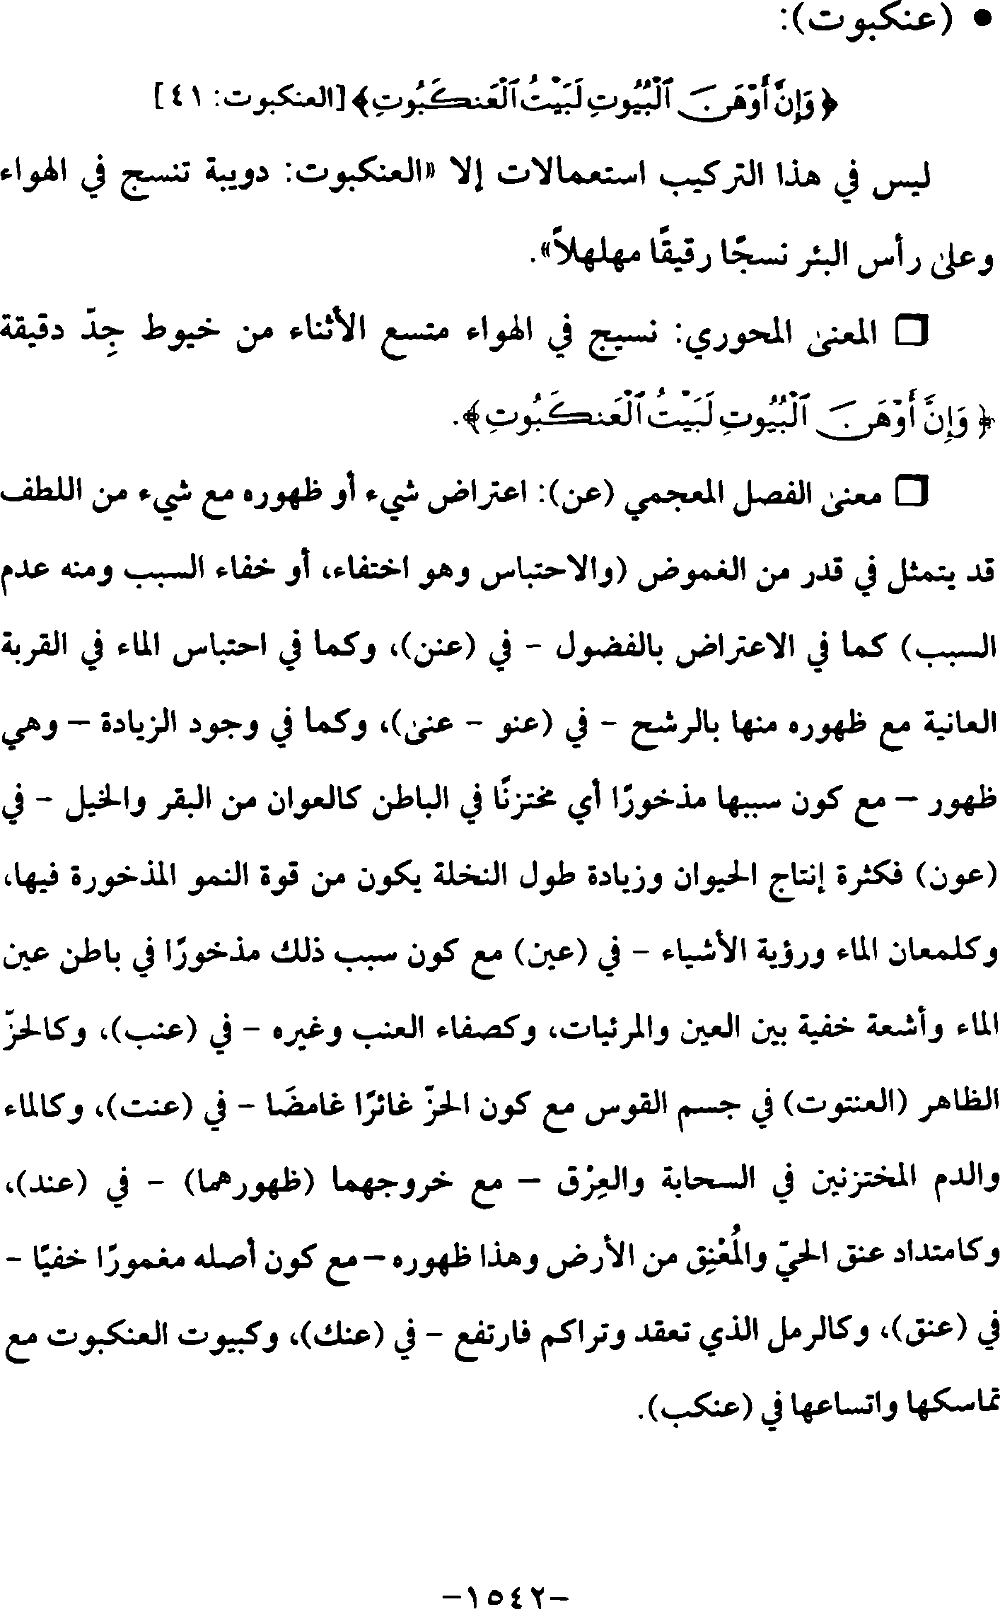 • (عنكبوت):
﴿وَإِنَّ أَوْهَنَ ٱلْبُيُوتِ لَبَيْتُ ٱلْعَنكَبُوتِ﴾ [العنكبوت: ٤١]
ليس في هذا التركيب استعمالات إلا «العنكبوت: دويبة تنسج في الهواء
وعلىٰ رأس البئر نسجًا رقيقًا مهلهلاً».
□ المعنىٰ المحوري: نسيج في الهواء متسع الأثناء من خيوط جِدّ دقيقة
﴿وَإِنَّ أَوْهَنَ ٱلْبُيُوتِ لَبَيْتُ ٱلْعَنكَبُوتِ﴾.
□ معنىٰ الفصل المعجمي (عن): اعتراض شيء أو ظهوره مع شيء من اللطف
قد يتمثل في قدر من الغموض (والاحتباس وهو اختفاء، أو خفاء السبب ومنه عدم
السبب) كما في الاعتراض بالفضول - في (عنن)، وكما في احتباس الماء في القربة
العانية مع ظهوره منها بالرشح - في (عنو - عنىٰ)، وكما في وجود الزيادة – وهي
ظهور – مع كون سببها مذخورًا أي مختزنًا في الباطن كالعوان من البقر والخيل - في
(عون) فكثرة إنتاج الحيوان وزيادة طول النخلة يكون من قوة النمو المذخورة فيها،
وكلمعان الماء ورؤية الأشياء - في (عين) مع كون سبب ذلك مذخورًا في باطن عين
الماء وأشعة خفية بين العين والمرئيات، وكصفاء العنب وغيره - في (عنب)، وكالحزّ
الظاهر (العنتوت) في جسم القوس مع كون الحزّ غائرًا غامضَا - في (عنت)، وكالماء
والدم المختزنين في السحابة والعِرْق – مع خروجهما (ظهورهما) - في (عند)،
وكامتداد عنق الحيّ والمُعْنِق من الأرض وهذا ظهوره – مع كون أصله مغمورًا خفيًا -
في (عنق)، وكالرمل الذي تعقد وتراكم فارتفع - في (عنك)، وكبيوت العنكبوت مع
تماسكها واتساعها في (عنكب).
-١٥٤٢-